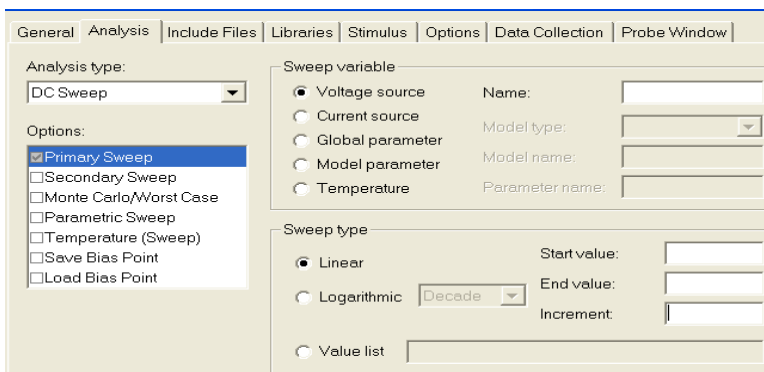 General Analysis Include Files Libraries Stimulus Options Data Collection Probe Window
Analysis type:
DC Sweep
Options:
Primary Sweep
Secondary Sweep
Monte Carlo/Worst Case
Parametric Sweep
Temperature (Sweep)
Save Bias Point
Load Bias Point
Sweep variable
Voltage source
Current source
Global parameter
Model parameter
Temperature
Name:
Model type:
Model name:
Parameter name:
Sweep type
Linear
Logarithmic Decade
Value list
Start value:
End value:
Increment: